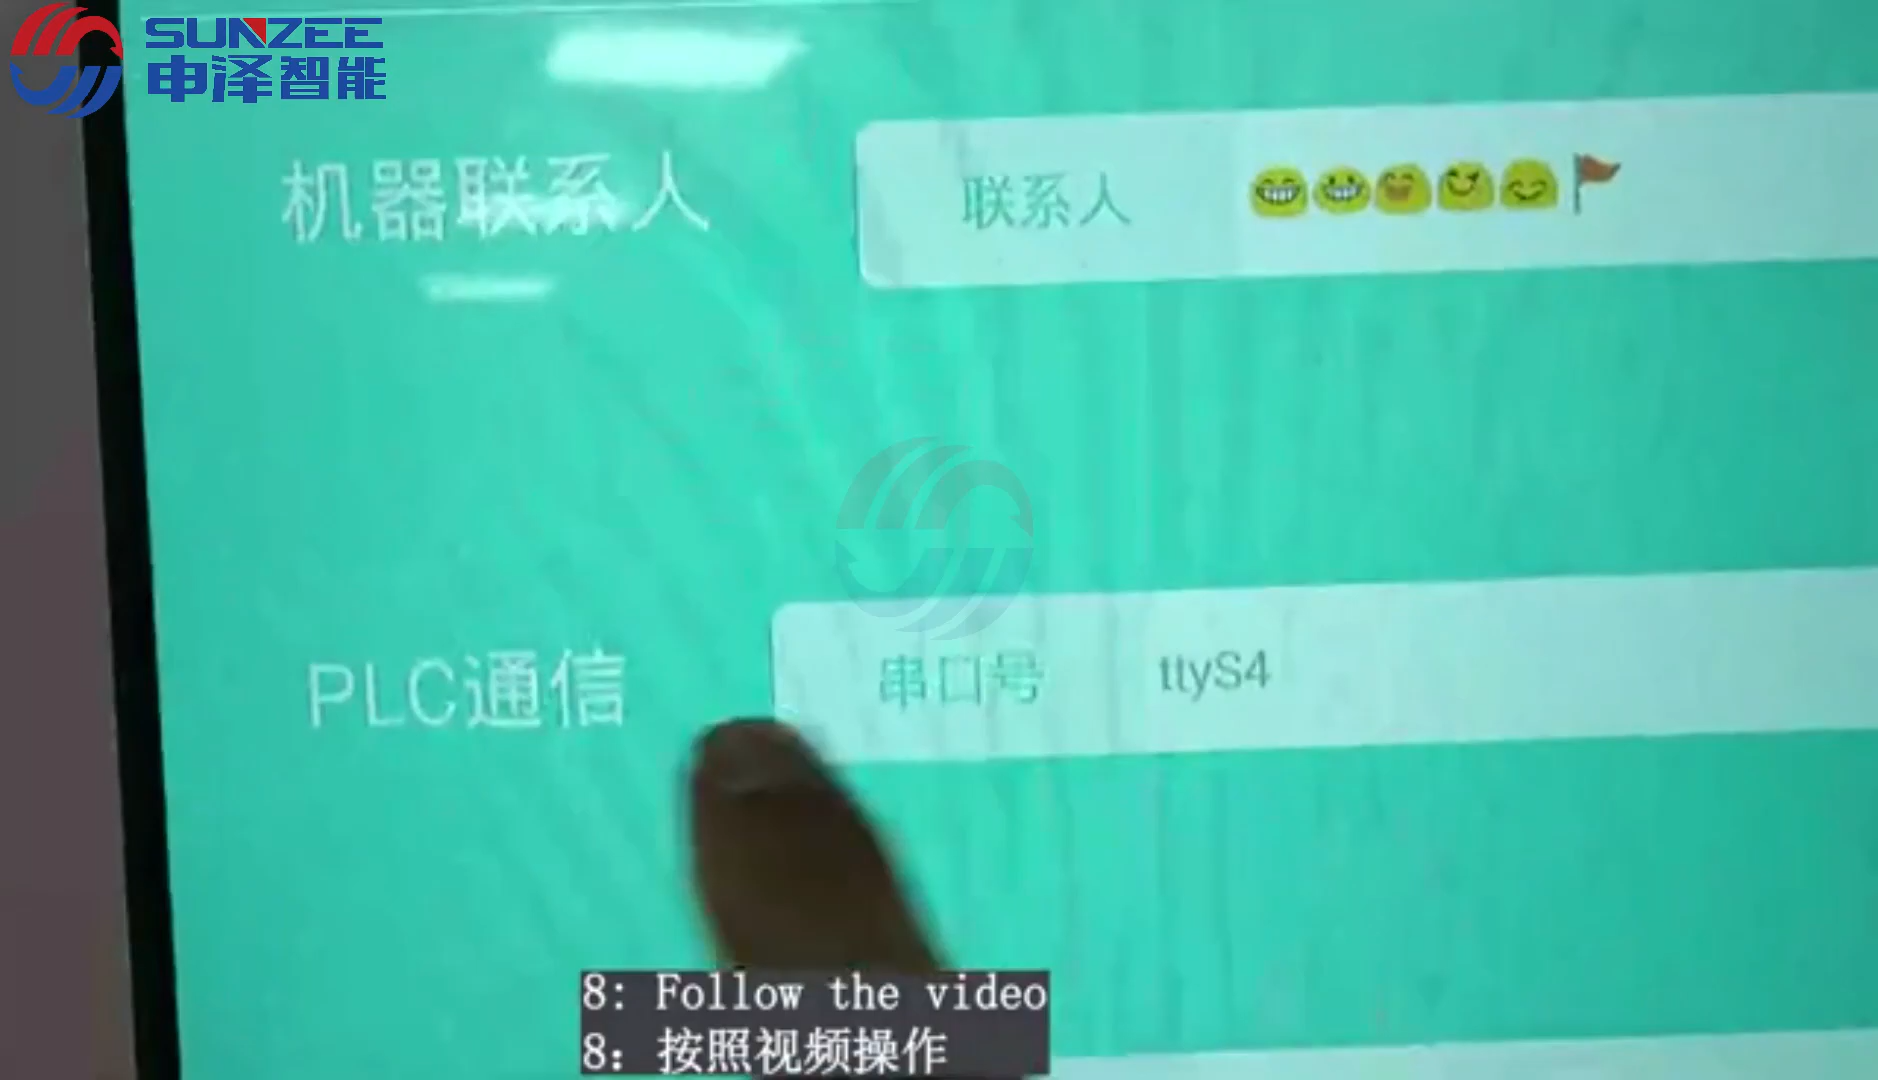 SUNZEE
申泽智能
机器联系人
联系人 😁😀😄😉😊🚩
PLC通信
串口号 ttyS4
8: Follow the video
8：按照视频操作